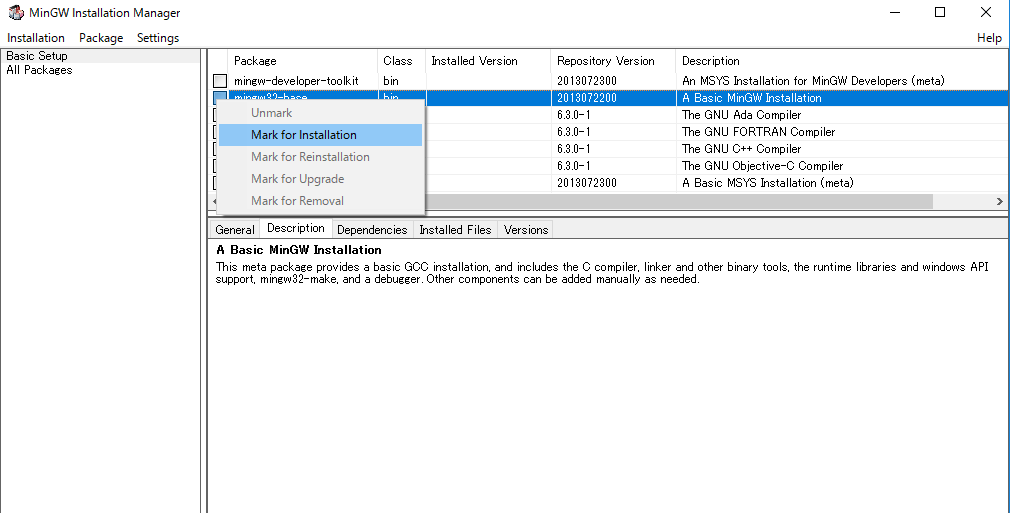 MinGW Installation Manager
Installation Package Settings Help
Basic Setup
All Packages
Package Class Installed Version Repository Version Description
mingw-developer-toolkit bin 2013072300 An MSYS Installation for MinGW Developers (meta)
mingw32-base bin 2013072200 A Basic MinGW Installation
6.3.0-1 The GNU Ada Compiler
6.3.0-1 The GNU FORTRAN Compiler
6.3.0-1 The GNU C++ Compiler
6.3.0-1 The GNU Objective-C Compiler
2013072300 A Basic MSYS Installation (meta)
Unmark
Mark for Installation
Mark for Reinstallation
Mark for Upgrade
Mark for Removal
General Description Dependencies Installed Files Versions
A Basic MinGW Installation
This meta package provides a basic GCC installation, and includes the C compiler, linker and other binary tools, the runtime libraries and windows API
support, mingw32-make, and a debugger. Other components can be added manually as needed.